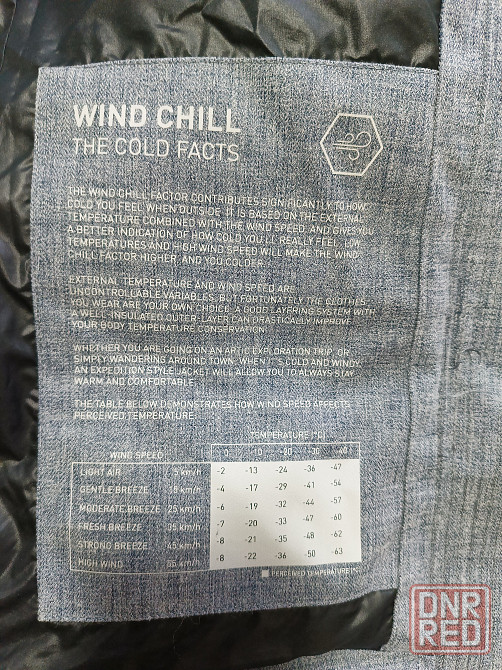 WIND CHILL
THE COLD FACTS
THE WIND CHILL FACTOR CONTRIBUTES SIGNIFICANTLY TO HOW
COLD YOU FEEL WHEN OUTSIDE. IT IS BASED ON THE EXTERNAL
TEMPERATURE COMBINED WITH THE WIND SPEED, AND GIVES YOU
A BETTER INDICATION OF HOW COLD YOU'LL REALLY FEEL. LOW
TEMPERATURES AND HIGH WIND SPEED WILL MAKE THE WIND
CHILL FACTOR HIGHER, AND YOU COLDER.
EXTERNAL TEMPERATURE AND WIND SPEED ARE
UNCONTROLLABLE VARIABLES, BUT FORTUNATELY THE CLOTHES
YOU WEAR ARE YOUR OWN CHOICE. A GOOD LAYERING SYSTEM WITH
A WELL-INSULATED OUTER-LAYER CAN DRASTICALLY IMPROVE
YOUR BODY TEMPERATURE CONSERVATION.
WHETHER YOU ARE GOING ON AN ARTIC EXPLORATION TRIP, OR
SIMPLY WANDERING AROUND TOWN, WHEN IT'S COLD AND WINDY
AN EXPEDITION STYLE JACKET WILL ALLOW YOU TO ALWAYS STAY
WARM AND COMFORTABLE.
THE TABLE BELOW DEMONSTRATES HOW WIND SPEED AFFECTS
PERCEIVED TEMPERATURE:
TEMPERATURE (°C)
WIND SPEED 0 -10 -20 -30 -40
LIGHT AIR 5 km/h -2 -13 -24 -36 -47
GENTLE BREEZE 15 km/h -4 -17 -29 -41 -54
MODERATE BREEZE 25 km/h -6 -19 -32 -44 -57
FRESH BREEZE 35 km/h -7 -20 -33 -47 -60
STRONG BREEZE 45 km/h -8 -21 -35 -48 -62
HIGH WIND 55 km/h -8 -22 -36 -50 -63
PERCEIVED TEMPERATURE
DNR
RED